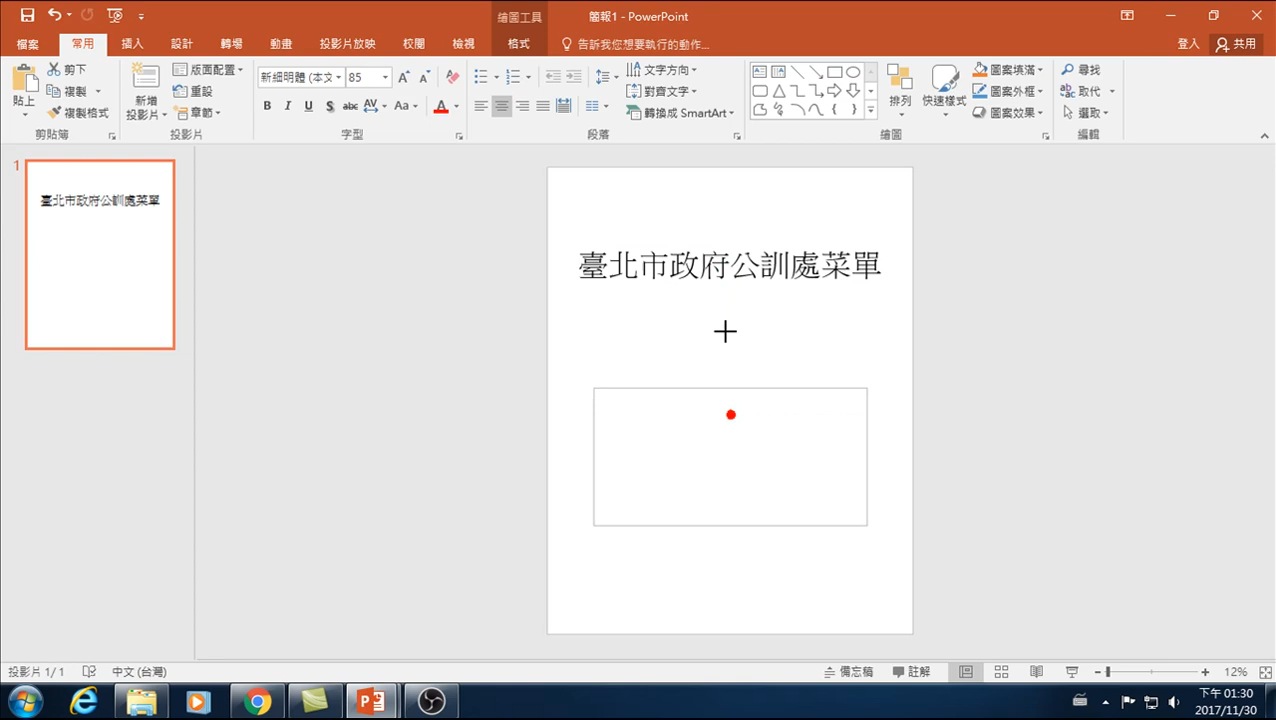 繪圖工具
簡報1 - PowerPoint
檔案 常用 插入 設計 轉場 動畫 投影片放映 校閱 檢視 格式 告訴我您想要執行的動作... 登入 共用
貼上 剪下 複製 複製格式
新增投影片 版面配置 重設 章節
新細明體 (本文 85
B I U S abc AV Aa A
文字方向 對齊文字 轉換成 SmartArt
排列 快速樣式 圖案填滿 圖案外框 圖案效果
尋找 取代 選取
剪貼簿 投影片 字型 段落 繪圖 編輯
1
臺北市政府公訓處菜單
臺北市政府公訓處菜單
投影片 1/1 中文 (台灣) 備忘稿 註解 12%
下午 01:30
2017/11/30